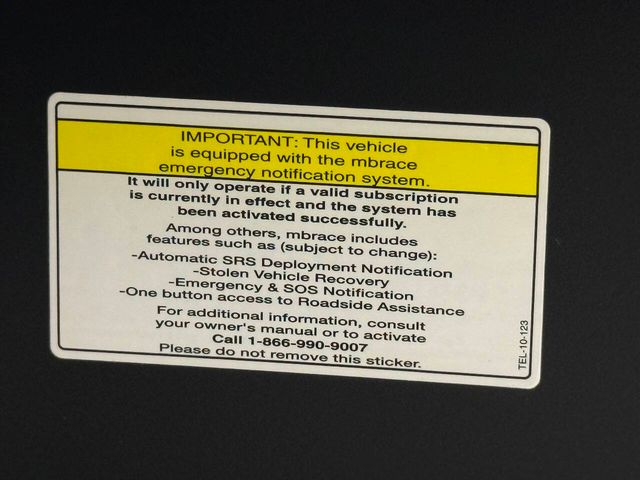 IMPORTANT: This vehicle
is equipped with the mbrace
emergency notification system.
It will only operate if a valid subscription
is currently in effect and the system has
been activated successfully.
Among others, mbrace includes
features such as (subject to change):
-Automatic SRS Deployment Notification
-Stolen Vehicle Recovery
-Emergency & SOS Notification
-One button access to Roadside Assistance
For additional information, consult
your owner's manual or to activate
Call 1-866-990-9007
Please do not remove this sticker.
TEL-10-123